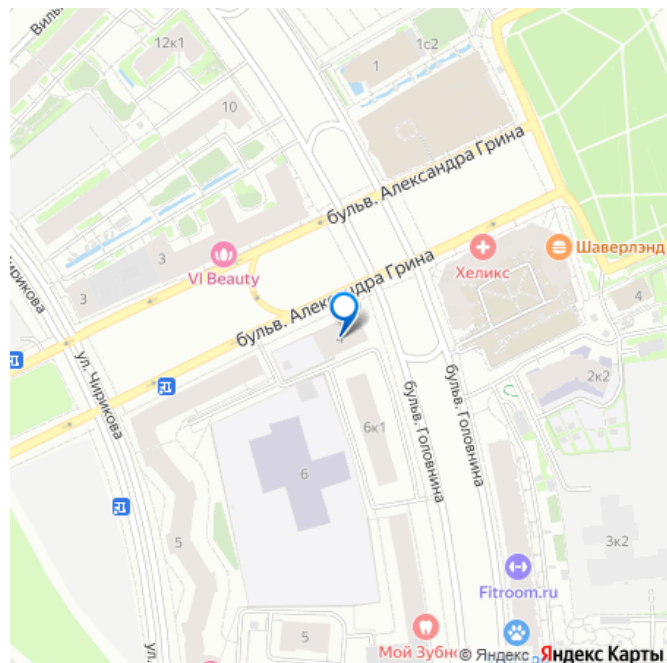 Виль
12к1
1с2
1
10
бульв. Александра Грина
3
VI Beauty
Хеликс
Шаверлэнд
Чирикова
3
бульв. Александра Грина
4
4
ул. Чирикова
2к2
6к1
бульв. Головнина
бульв. Головнина
6
5
3к2
Fitroom.ru
5
Мой Зубно
ул.
© Яндекс Яндекс Карты